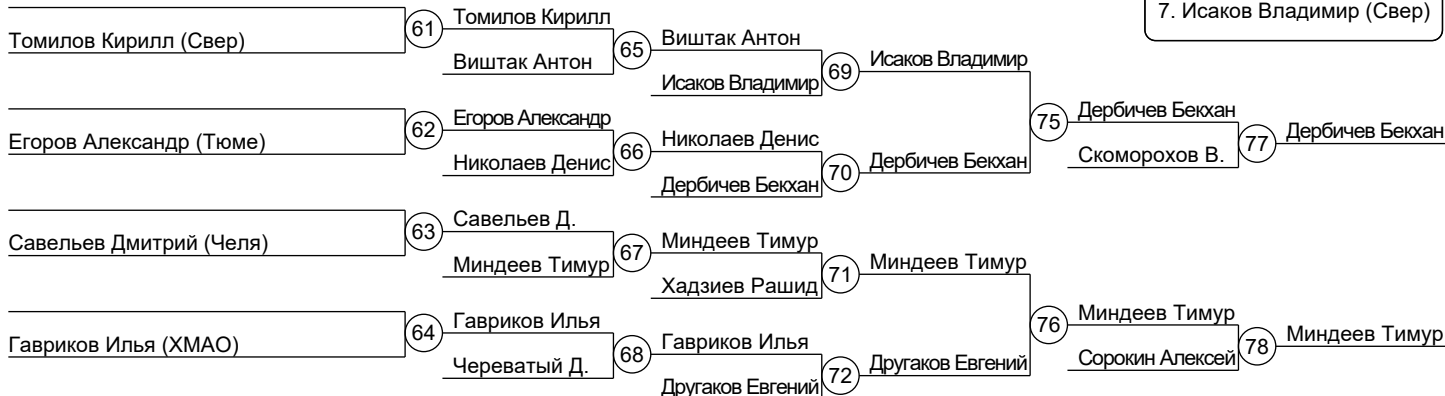 7. Исаков Владимир (Свер)
Томилов Кирилл (Свер)
61
Томилов Кирилл
Виштак Антон
65
Виштак Антон
Исаков Владимир
69
Исаков Владимир
Егоров Александр (Тюме)
62
Егоров Александр
Николаев Денис
66
Николаев Денис
Дербичев Бекхан
70
Дербичев Бекхан
75
Дербичев Бекхан
Скоморохов В.
77
Дербичев Бекхан
Савельев Дмитрий (Челя)
63
Савельев Д.
Миндеев Тимур
67
Миндеев Тимур
Хадзиев Рашид
71
Миндеев Тимур
Гавриков Илья (ХМАО)
64
Гавриков Илья
Череватый Д.
68
Гавриков Илья
Другаков Евгений
72
Другаков Евгений
76
Миндеев Тимур
Сорокин Алексей
78
Миндеев Тимур